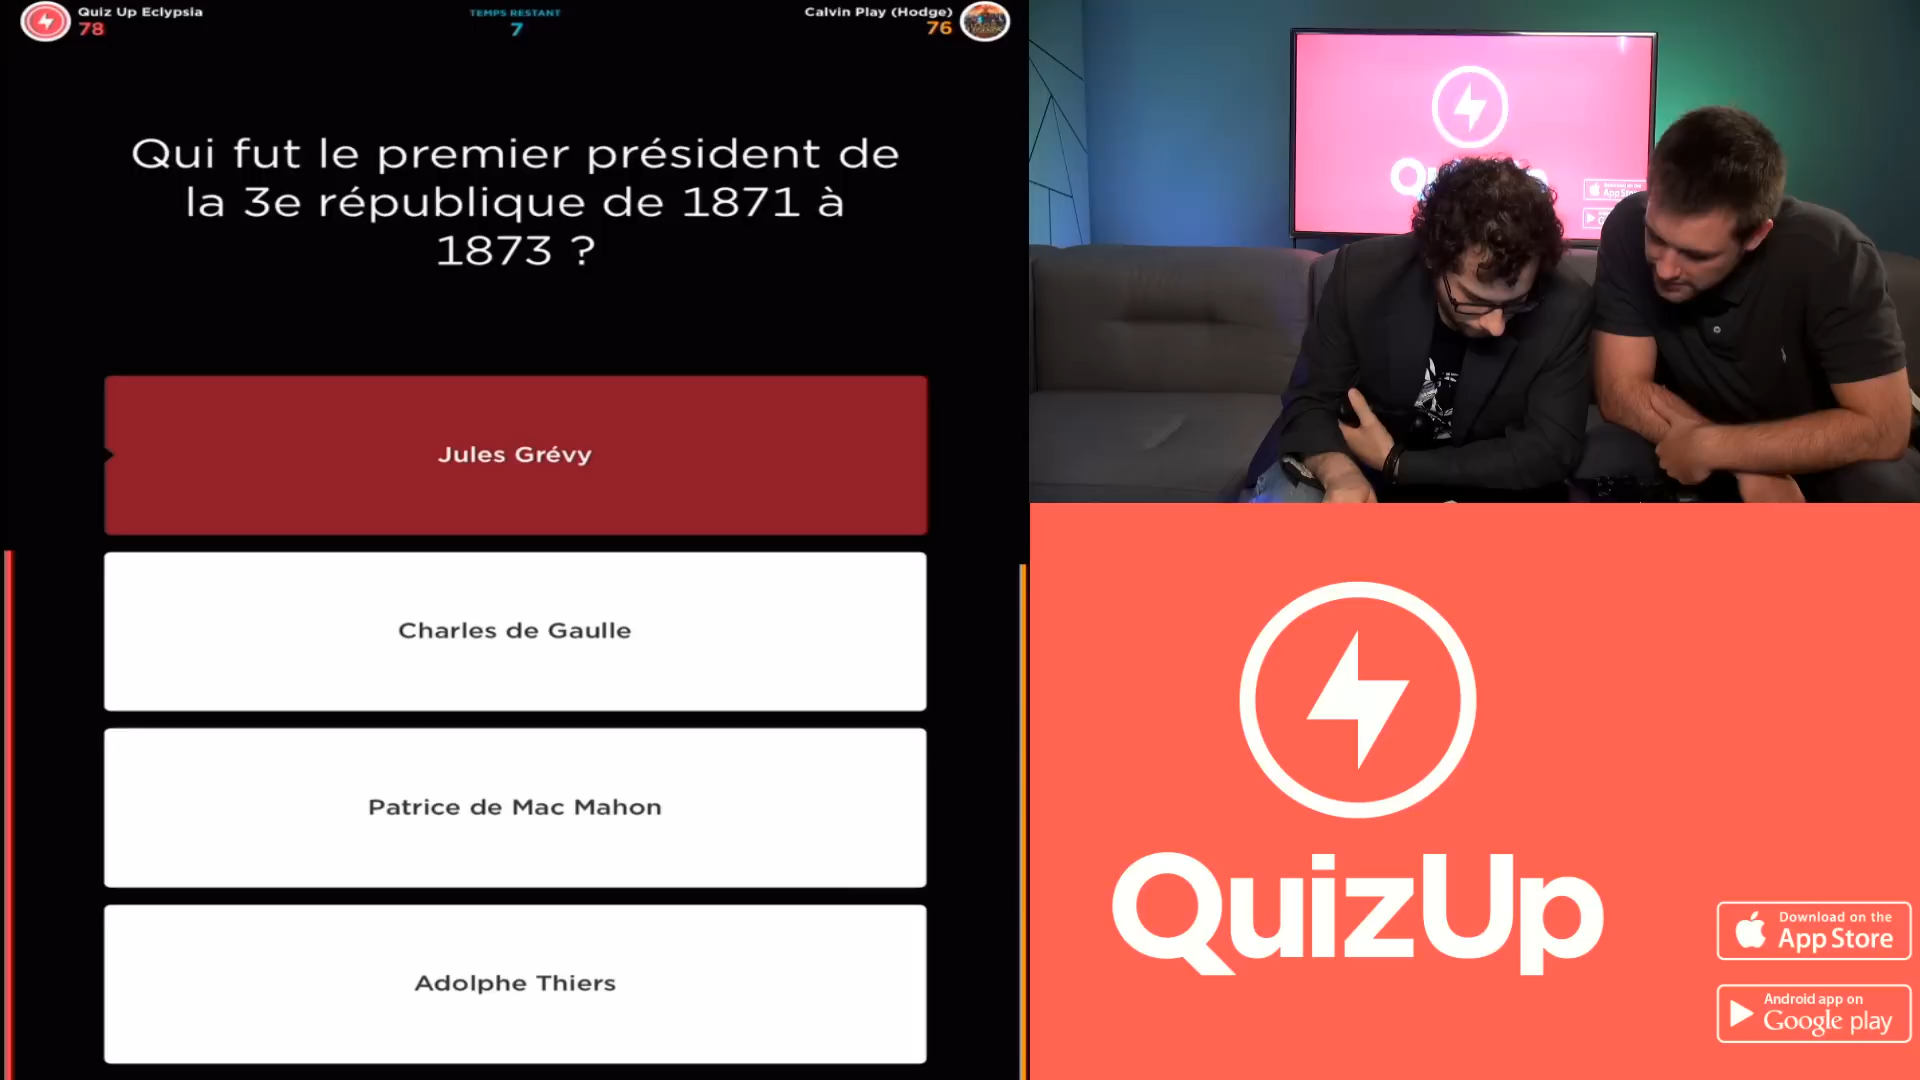 Quiz Up Eclypsia
78
TEMPS RESTANT
7
Calvin Play (Hodge)
76
Qui fut le premier président de
la 3e république de 1871 à
1873 ?
Jules Grévy
Charles de Gaulle
Patrice de Mac Mahon
Adolphe Thiers
QuizUp
Download on the
App Store
Android app on
Google play